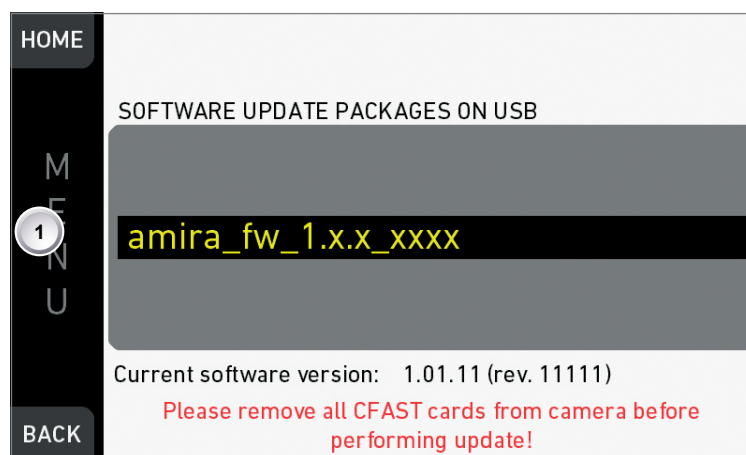 HOME
SOFTWARE UPDATE PACKAGES ON USB
MENU
1
amira_fw_1.x.x_xxxx
Current software version: 1.01.11 (rev. 11111)
Please remove all CFAST cards from camera before
performing update!
BACK